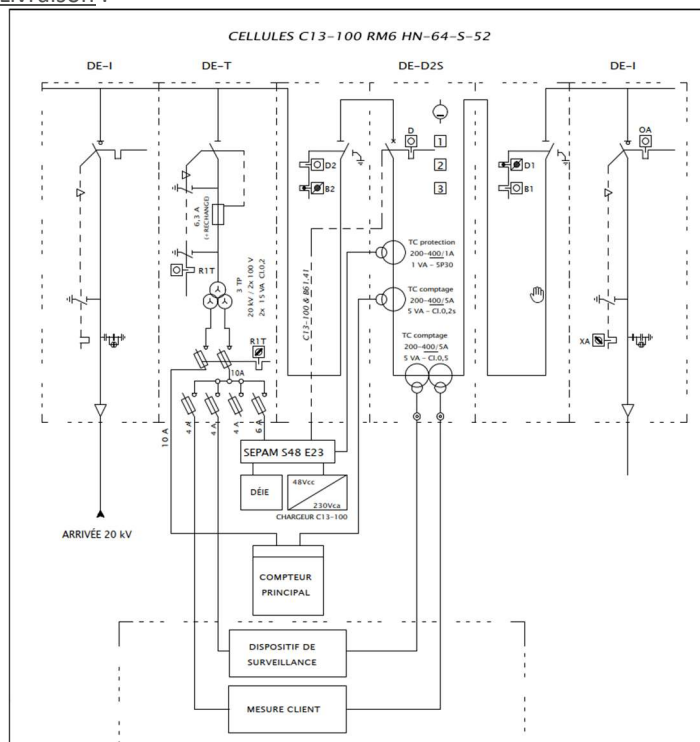 Livraison :
CELLULES C13-100 RM6 HN-64-S-52
DE-I
DE-T
DE-D2S
DE-I
D
OA
1
D2
D1
2
B2
B1
3
6,3 A
(+ RECHANGE)
R1T
3 TP
20 kV / 2x 100 V
2x 15 VA Cl.0,2
C13-100 & B61.41
TC protection
200-400/1A
1 VA - 5P30
TC comptage
200-400/5A
5 VA - Cl.0,2s
TC comptage
200-400/5A
5 VA - Cl.0,5
XA
R1T
10A
10 A
4 A
4 A
4 A
6 A
SEPAM S48 E23
DÉIE
48Vcc
230Vca
CHARGEUR C13-100
ARRIVÉE 20 kV
COMPTEUR
PRINCIPAL
DISPOSITIF DE
SURVEILLANCE
MESURE CLIENT